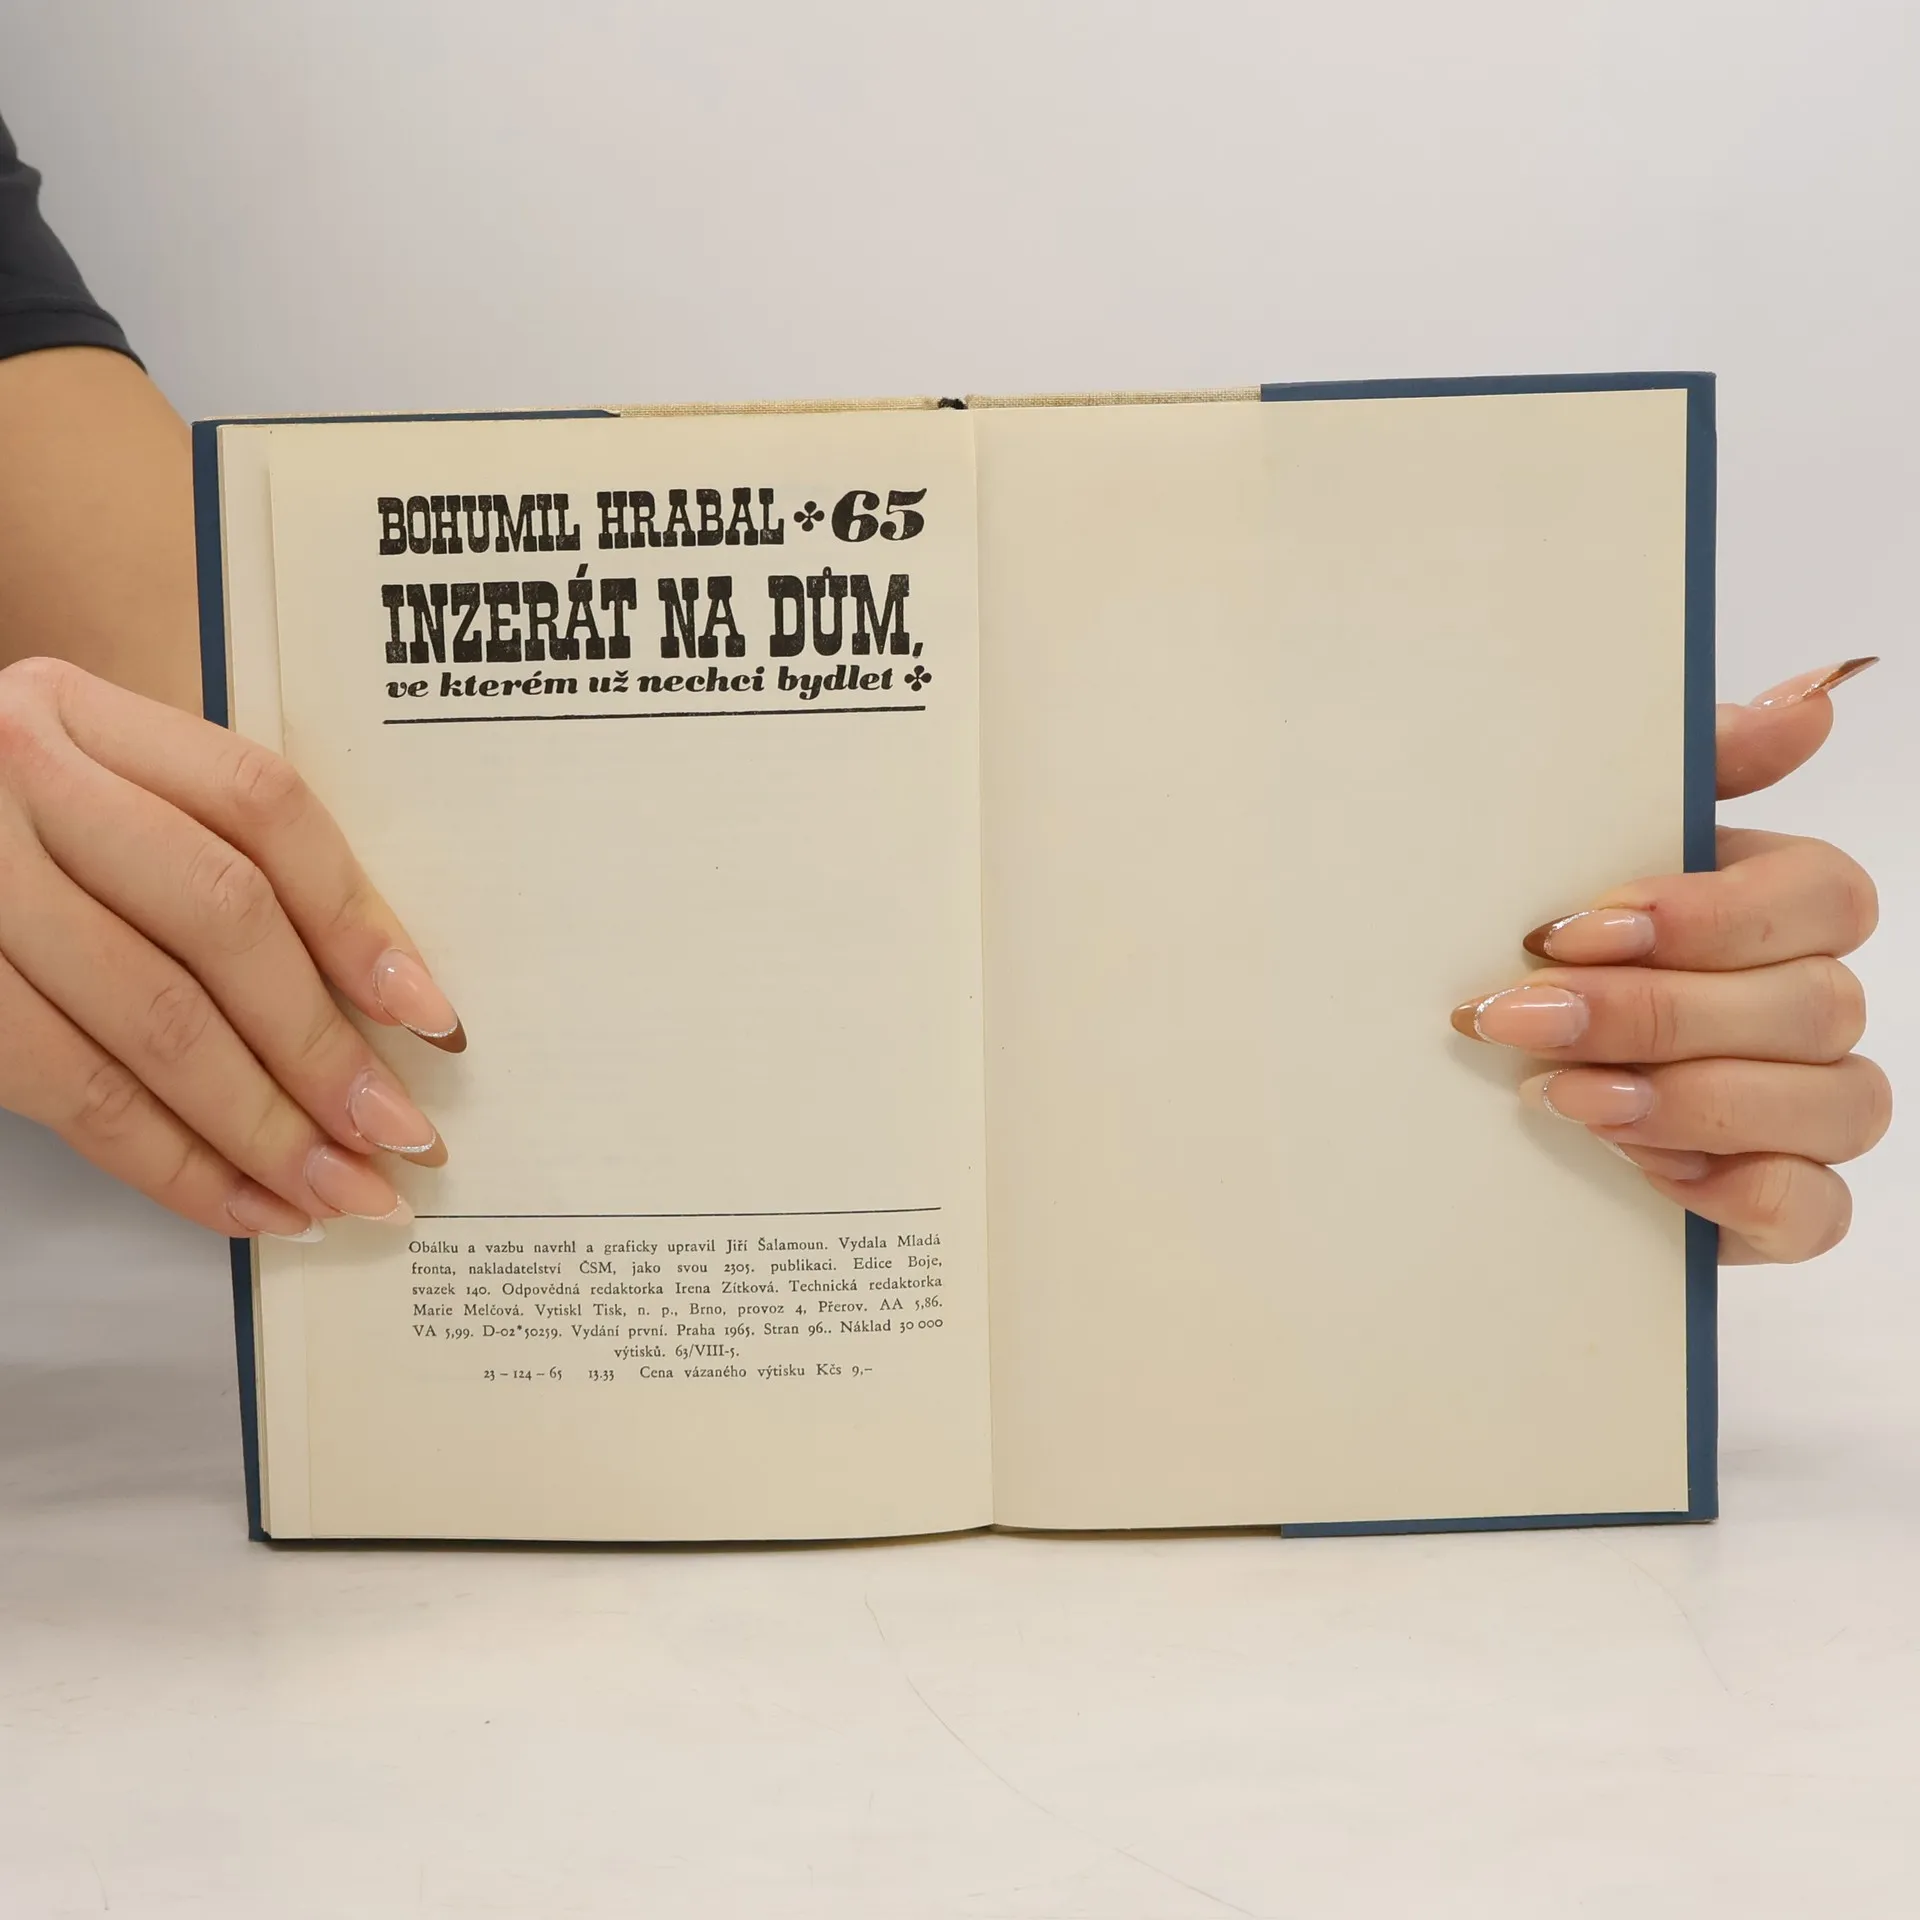 BOHUMIL HRABAL ✤ 65
INZERÁT NA DŮM,
ve kterém už nechci bydlet ✤
Obálku a vazbu navrhl a graficky upravil Jiří Šalamoun. Vydala Mladá
fronta, nakladatelství ČSM, jako svou 2305. publikaci. Edice Boje,
svazek 140. Odpovědná redaktorka Irena Zítková. Technická redaktorka
Marie Melčová. Vytiskl Tisk, n. p., Brno, provoz 4, Přerov. AA 5,86.
VA 5,99. D-02*50259. Vydání první. Praha 1965. Stran 96.. Náklad 30 000
výtisků. 63/VIII-5.
23 – 124 – 65 13.33 Cena vázaného výtisku Kčs 9,–